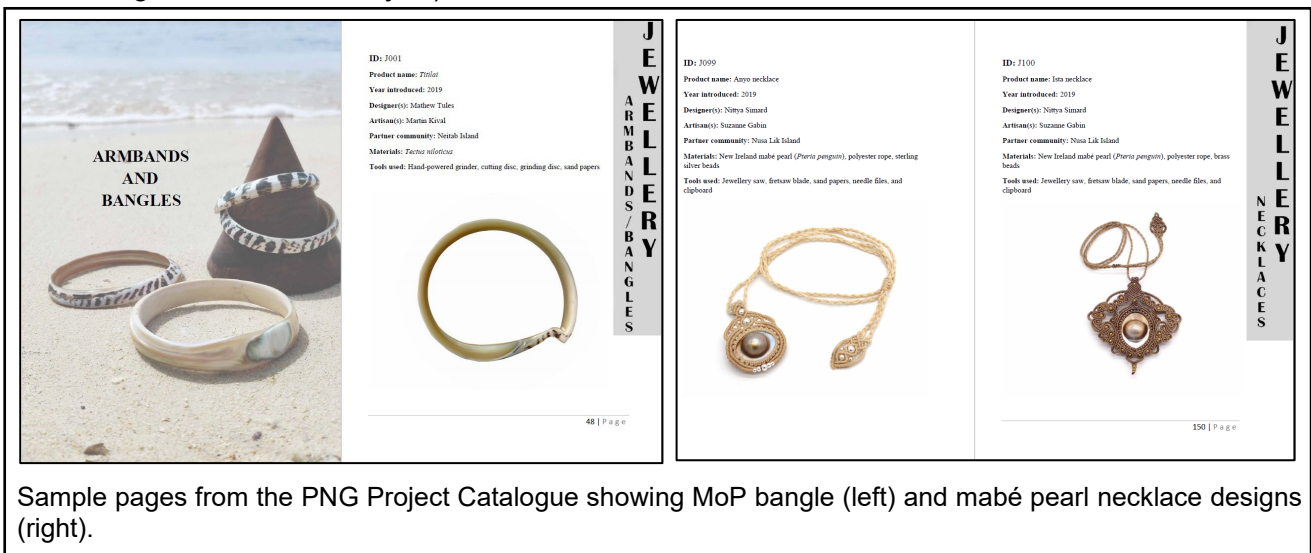 ARMBANDS
AND
BANGLES
ID: J001
Product name: Titilai
Year introduced: 2019
Designer(s): Mathew Tules
Artisan(s): Martin Kival
Partner community: Neitab Island
Materials: Tectus niloticus
Tools used: Hand-powered grinder, cutting disc, grinding disc, sand papers
48 | Page
ARMBANDS/BANGLES
JEWELLERY
ID: J099
Product name: Anyo necklace
Year introduced: 2019
Designer(s): Nittya Simard
Artisan(s): Suzanne Gabin
Partner community: Nusa Lik Island
Materials: New Ireland mabé pearl (Pteria penguin), polyester rope, sterling
silver beads
Tools used: Jewellery saw, fretsaw blade, sand papers, needle files, and
clipboard
ID: J100
Product name: Ista necklace
Year introduced: 2019
Designer(s): Nittya Simard
Artisan(s): Suzanne Gabin
Partner community: Nusa Lik Island
Materials: New Ireland mabé pearl (Pteria penguin), polyester rope, brass
beads
Tools used: Jewellery saw, fretsaw blade, sand papers, needle files, and
clipboard
150 | Page
NECKLACES
JEWELLERY
Sample pages from the PNG Project Catalogue showing MoP bangle (left) and mabé pearl necklace designs
(right).